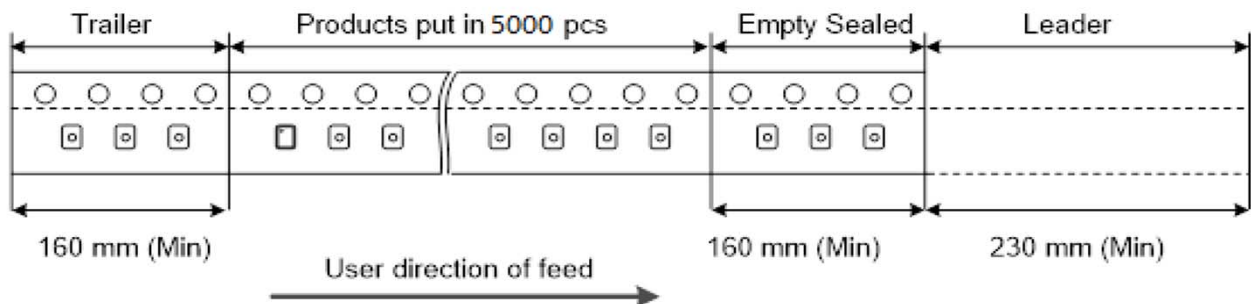 Trailer
Products put in 5000 pcs
Empty Sealed
Leader
160 mm (Min)
160 mm (Min)
230 mm (Min)
User direction of feed